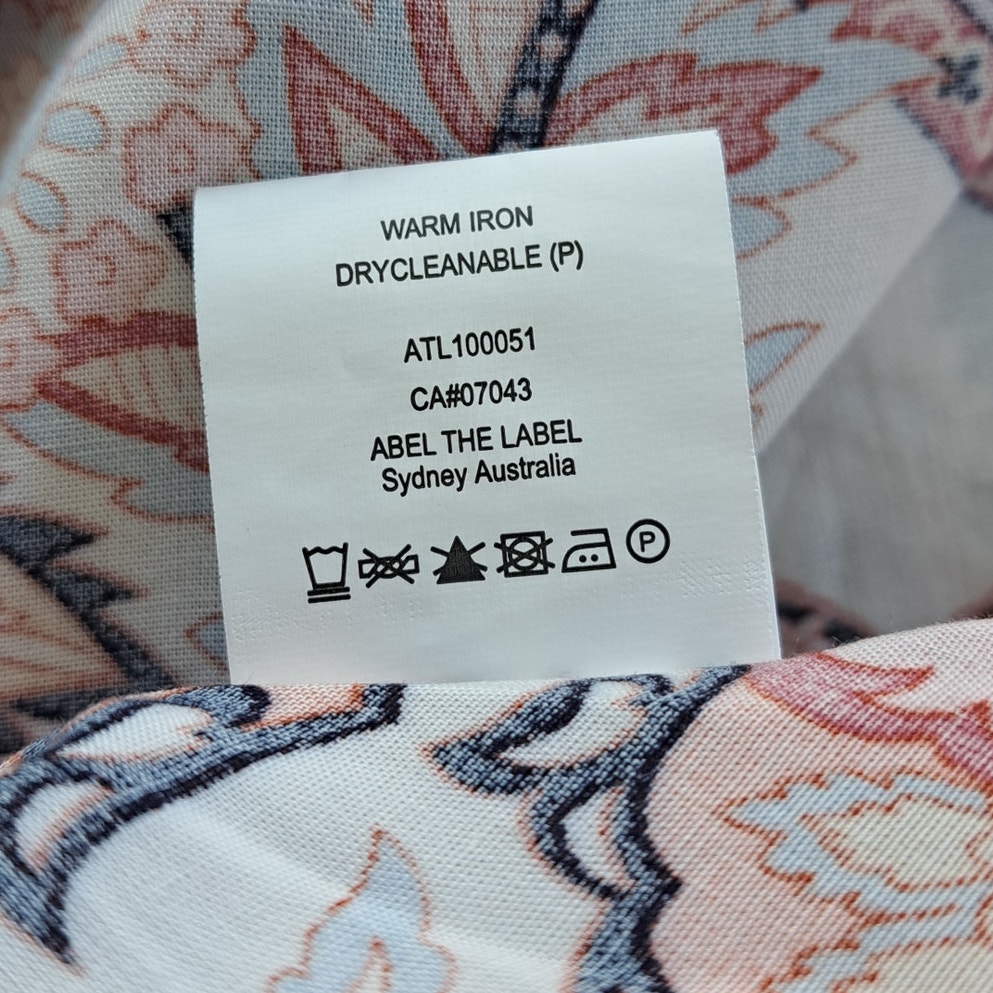 WARM IRON
DRYCLEANABLE (P)
ATL100051
CA#07043
ABEL THE LABEL
Sydney Australia
P